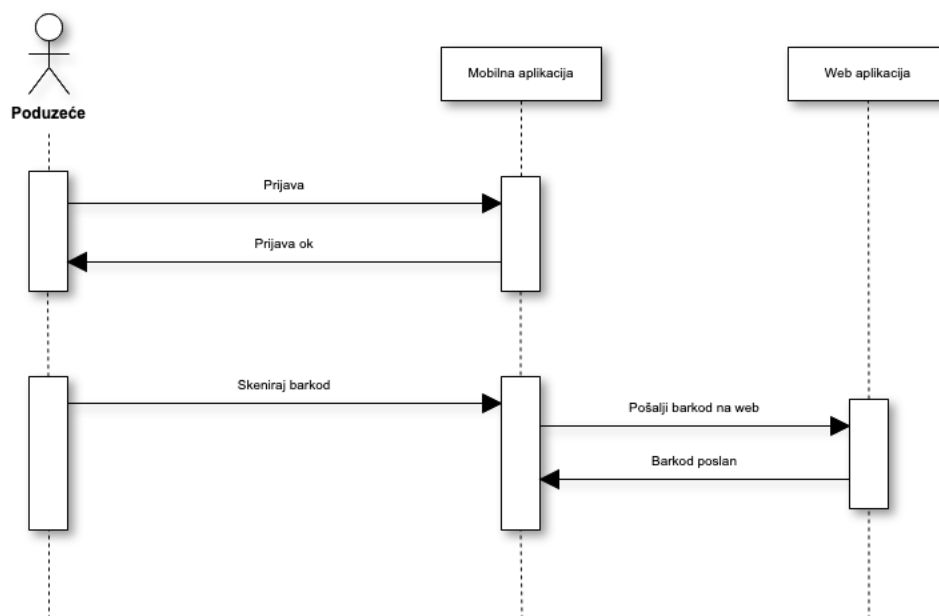 Mobilna aplikacija
Web aplikacija
Poduzeće
Prijava
Prijava ok
Skeniraj barkod
Pošalji barkod na web
Barkod poslan